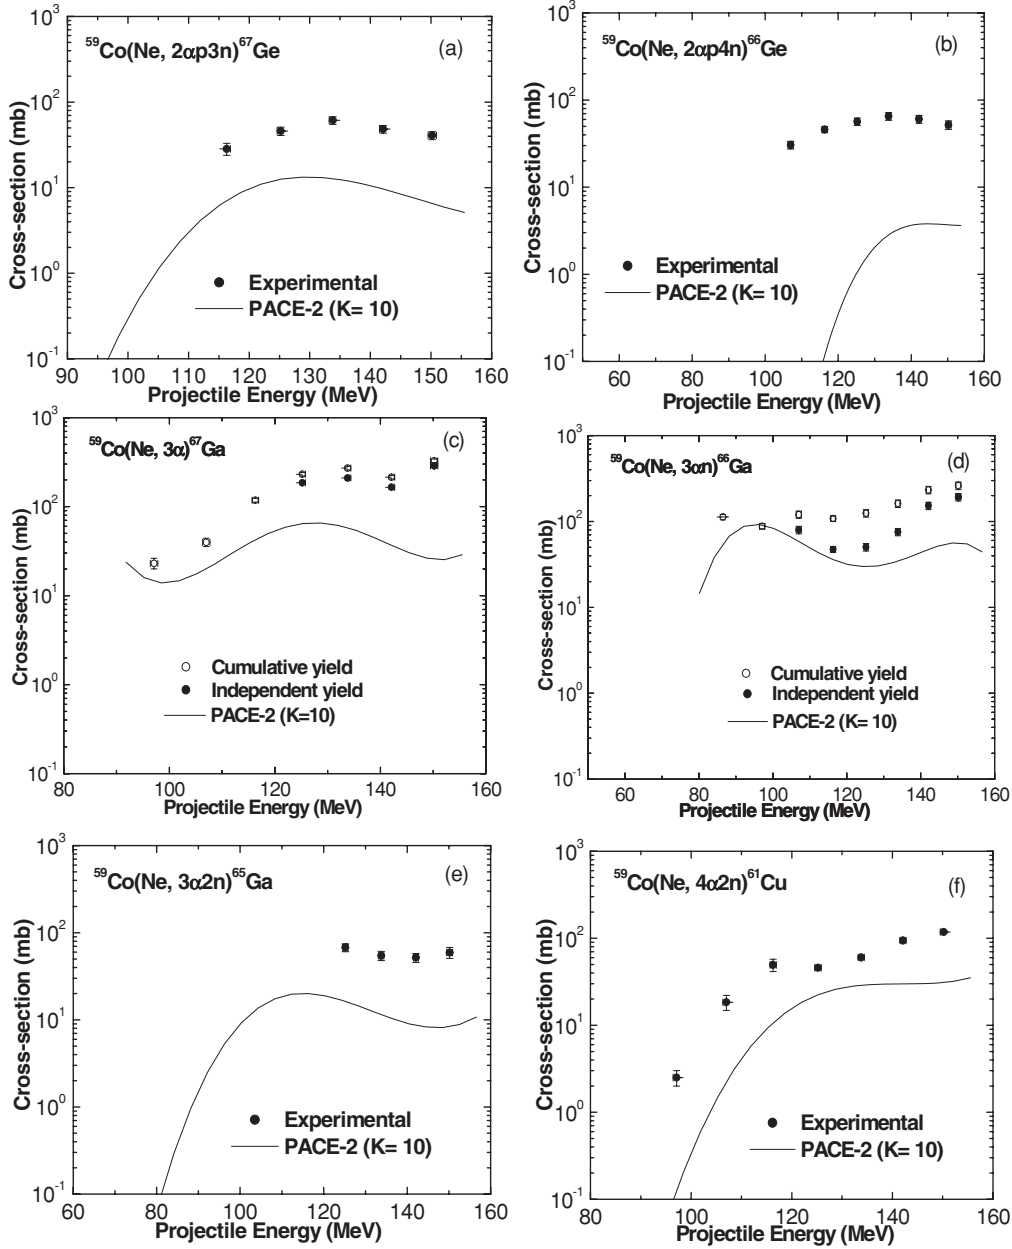 ⁵⁹Co(Ne, 2αp3n)⁶⁷Ge
(a)
Cross-section (mb)
10³
10²
10¹
10⁰
10⁻¹
Experimental
PACE-2 (K= 10)
90 100 110 120 130 140 150 160
Projectile Energy (MeV)
⁵⁹Co(Ne, 2αp4n)⁶⁶Ge
(b)
Cross-section (mb)
10³
10²
10¹
10⁰
10⁻¹
Experimental
PACE-2 (K= 10)
60 80 100 120 140 160
Projectile Energy (MeV)
⁵⁹Co(Ne, 3α)⁶⁷Ga
(c)
Cross-section (mb)
10³
10²
10¹
10⁰
10⁻¹
Cumulative yield
Independent yield
PACE-2 (K=10)
80 100 120 140 160
Projectile Energy (MeV)
⁵⁹Co(Ne, 3αn)⁶⁶Ga
(d)
Cross-section (mb)
10³
10²
10¹
10⁰
10⁻¹
Cumulative yield
Independent yield
PACE-2 (K= 10)
60 80 100 120 140 160
Projectile Energy (MeV)
⁵⁹Co(Ne, 3α2n)⁶⁵Ga
(e)
Cross-section (mb)
10³
10²
10¹
10⁰
10⁻¹
Experimental
PACE-2 (K= 10)
60 80 100 120 140 160
Projectile Energy (MeV)
⁵⁹Co(Ne, 4α2n)⁶¹Cu
(f)
Cross-section (mb)
10³
10²
10¹
10⁰
10⁻¹
Experimental
PACE-2 (K= 10)
80 100 120 140 160
Projectile Energy (MeV)